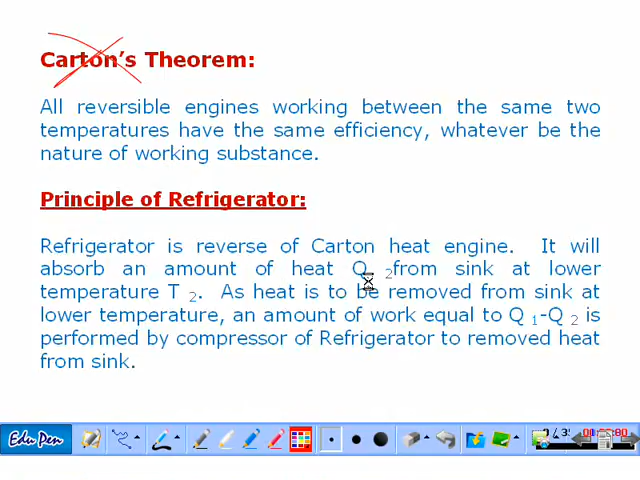 Carton's Theorem:
All reversible engines working between the same two
temperatures have the same efficiency, whatever be the
nature of working substance.
Principle of Refrigerator:
Refrigerator is reverse of Carton heat engine. It will
absorb an amount of heat Q 2from sink at lower
temperature T 2. As heat is to be removed from sink at
lower temperature, an amount of work equal to Q 1-Q 2 is
performed by compressor of Refrigerator to removed heat
from sink.
Edu Pen